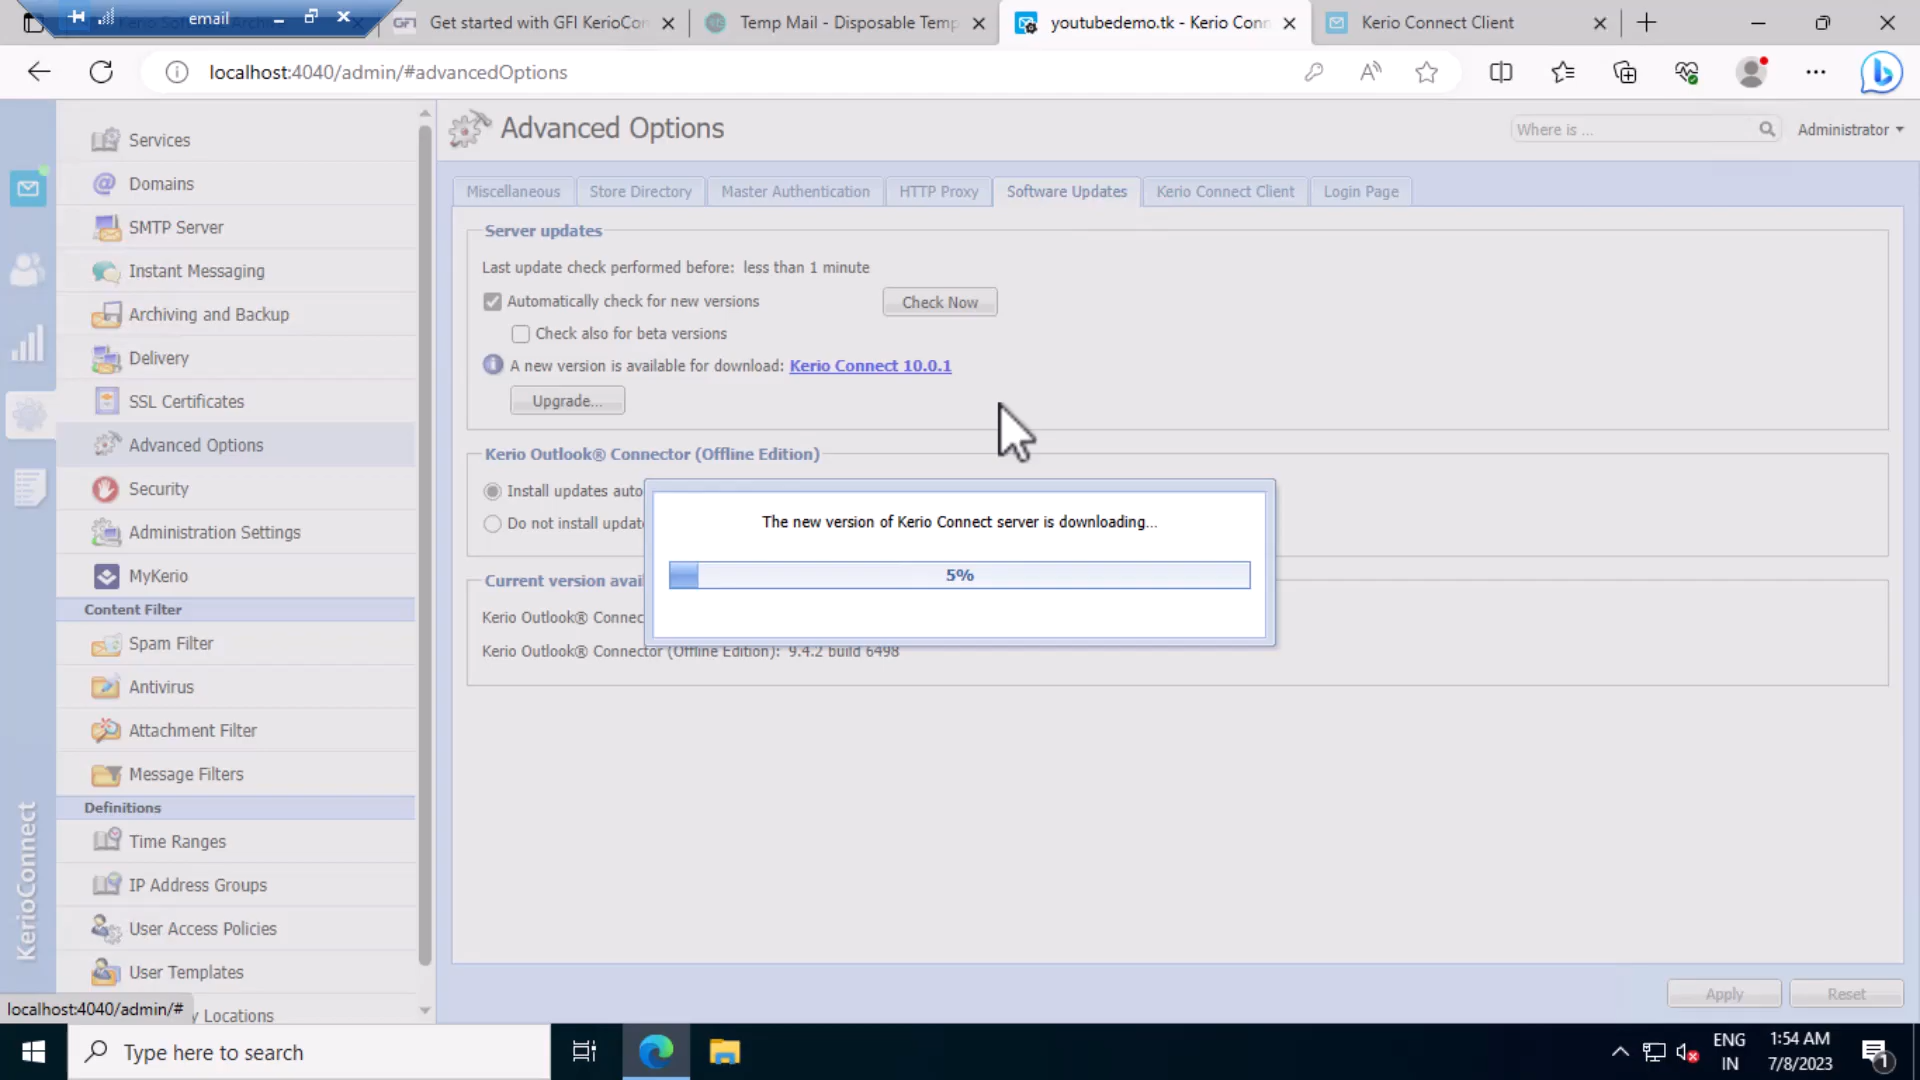 email
Get started with GFI KerioCon
Temp Mail - Disposable Temp
youtubedemo.tk - Kerio Conn
Kerio Connect Client
localhost:4040/admin/#advancedOptions
Services
Domains
SMTP Server
Instant Messaging
Archiving and Backup
Delivery
SSL Certificates
Advanced Options
Security
Administration Settings
MyKerio
Content Filter
Spam Filter
Antivirus
Attachment Filter
Message Filters
Definitions
Time Ranges
IP Address Groups
User Access Policies
User Templates
y Locations
localhost:4040/admin/#
KerioConnect
Advanced Options
Where is ...
Administrator
Miscellaneous
Store Directory
Master Authentication
HTTP Proxy
Software Updates
Kerio Connect Client
Login Page
Server updates
Last update check performed before: less than 1 minute
Automatically check for new versions
Check Now
Check also for beta versions
A new version is available for download: Kerio Connect 10.0.1
Upgrade...
Kerio Outlook® Connector (Offline Edition)
Install updates auto
Do not install update
The new version of Kerio Connect server is downloading...
5%
Current version avai
Kerio Outlook® Connec
Kerio Outlook® Connector (Offline Edition): 9.4.2 build 6498
Apply
Reset
Type here to search
ENG
IN
1:54 AM
7/8/2023
1